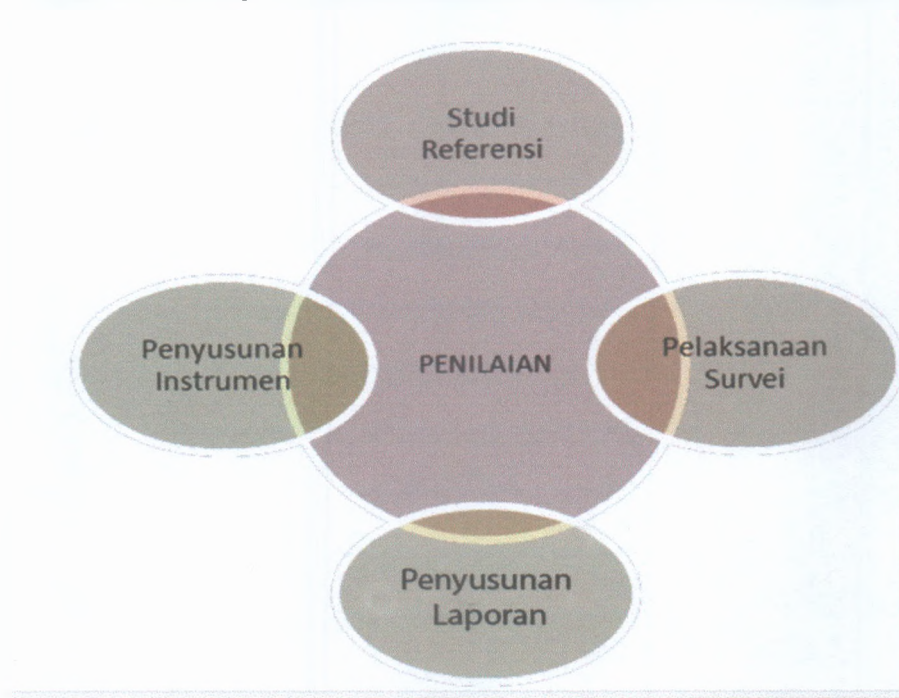 Studi
Referensi
Penyusunan
Instrumen
PENILAIAN
Pelaksanaan
Survei
Penyusunan
Laporan